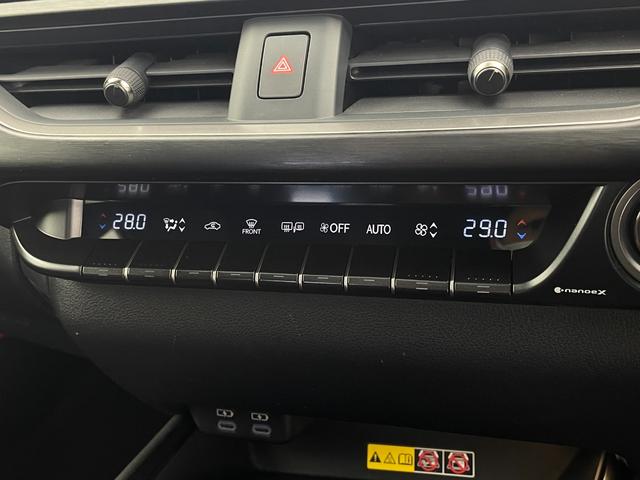 28.0
FRONT
OFF
AUTO
29.0
nanoeX